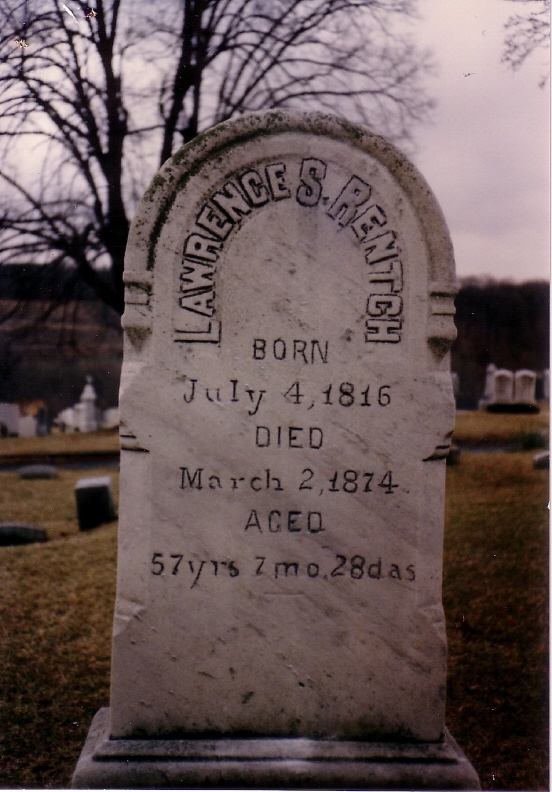 LAWRENCE S. RENTCH
BORN
July 4, 1816
DIED
March 2, 1874
AGED
57yrs 7mo. 28das